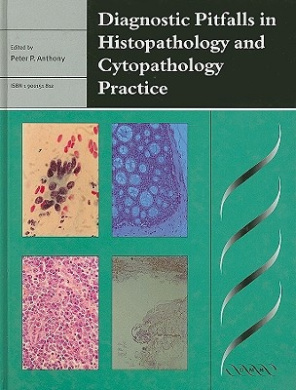 Diagnostic Pitfalls in
Histopathology and
Cytopathology
Practice
Edited by
Peter P. Anthony